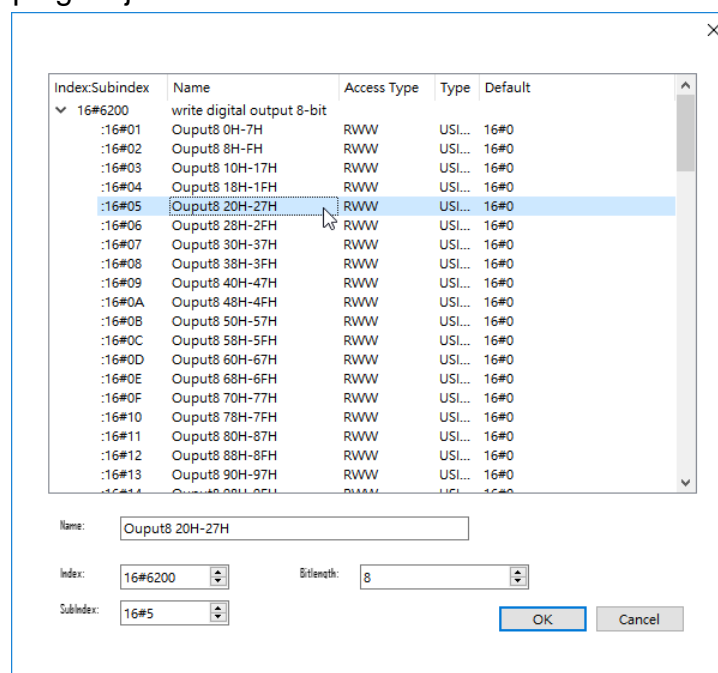 Index:Subindex Name Access Type Type Default
16#6200 write digital output 8-bit
:16#01 Ouput8 0H-7H RWW USI... 16#0
:16#02 Ouput8 8H-FH RWW USI... 16#0
:16#03 Ouput8 10H-17H RWW USI... 16#0
:16#04 Ouput8 18H-1FH RWW USI... 16#0
:16#05 Ouput8 20H-27H RWW USI... 16#0
:16#06 Ouput8 28H-2FH RWW USI... 16#0
:16#07 Ouput8 30H-37H RWW USI... 16#0
:16#08 Ouput8 38H-3FH RWW USI... 16#0
:16#09 Ouput8 40H-47H RWW USI... 16#0
:16#0A Ouput8 48H-4FH RWW USI... 16#0
:16#0B Ouput8 50H-57H RWW USI... 16#0
:16#0C Ouput8 58H-5FH RWW USI... 16#0
:16#0D Ouput8 60H-67H RWW USI... 16#0
:16#0E Ouput8 68H-6FH RWW USI... 16#0
:16#0F Ouput8 70H-77H RWW USI... 16#0
:16#10 Ouput8 78H-7FH RWW USI... 16#0
:16#11 Ouput8 80H-87H RWW USI... 16#0
:16#12 Ouput8 88H-8FH RWW USI... 16#0
:16#13 Ouput8 90H-97H RWW USI... 16#0
Name: Ouput8 20H-27H
Index: 16#6200 Bitlength: 8
SubIndex: 16#5
OK Cancel